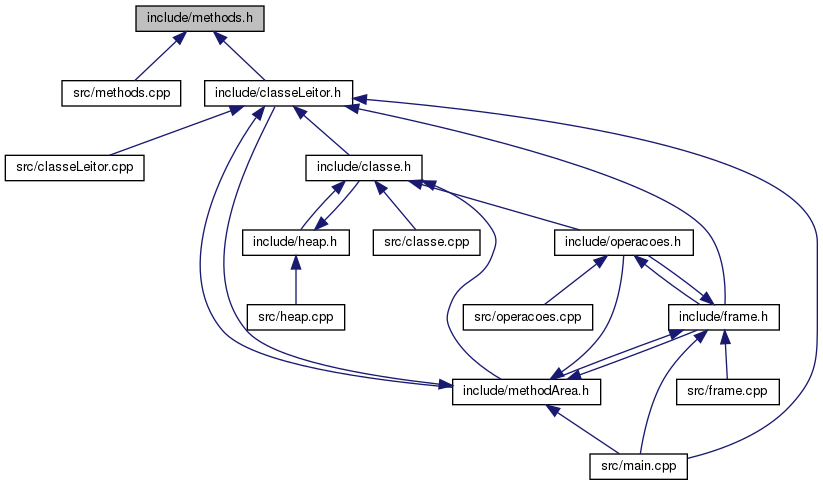 include/methods.h
src/methods.cpp
include/classeLeitor.h
src/classeLeitor.cpp
include/classe.h
include/heap.h
src/classe.cpp
include/operacoes.h
src/heap.cpp
src/operacoes.cpp
include/frame.h
include/methodArea.h
src/frame.cpp
src/main.cpp